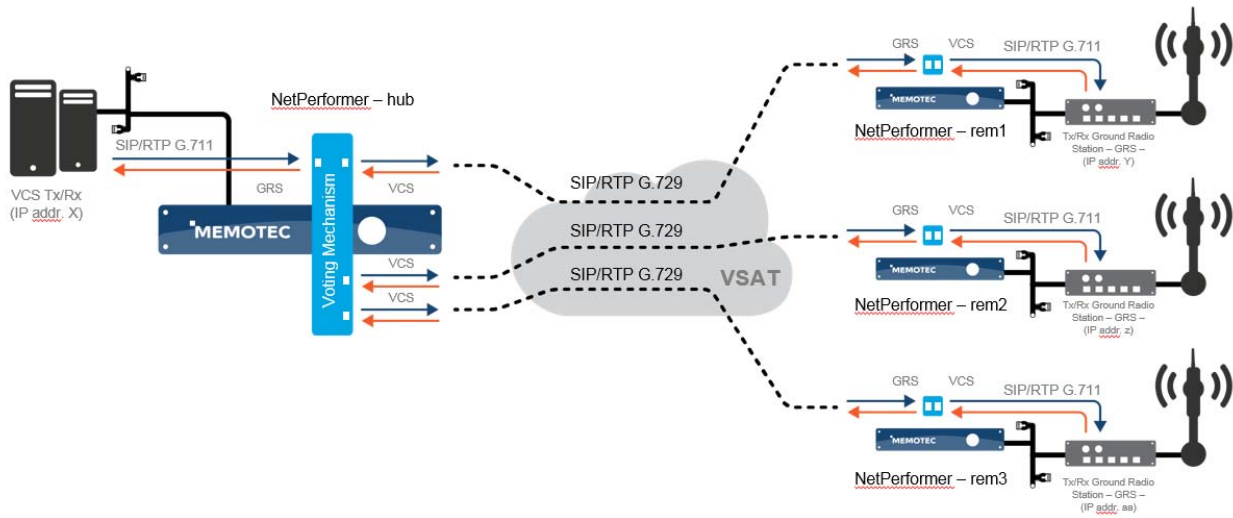 NetPerformer – hub
SIP/RTP G.711
GRS
VCS
VCS Tx/Rx
(IP addr. X)
MEMOTEC
Voting Mechanism
VCS
VCS
SIP/RTP G.729
SIP/RTP G.729
SIP/RTP G.729
VSAT
GRS
VCS
SIP/RTP G.711
MEMOTEC
NetPerformer – rem1
Tx/Rx Ground Radio
Station – GRS –
(IP addr. Y)
GRS
VCS
SIP/RTP G.711
MEMOTEC
NetPerformer – rem2
Tx/Rx Ground Radio
Station – GRS –
(IP addr. z)
GRS
VCS
SIP/RTP G.711
MEMOTEC
NetPerformer – rem3
Tx/Rx Ground Radio
Station – GRS –
(IP addr. aa)